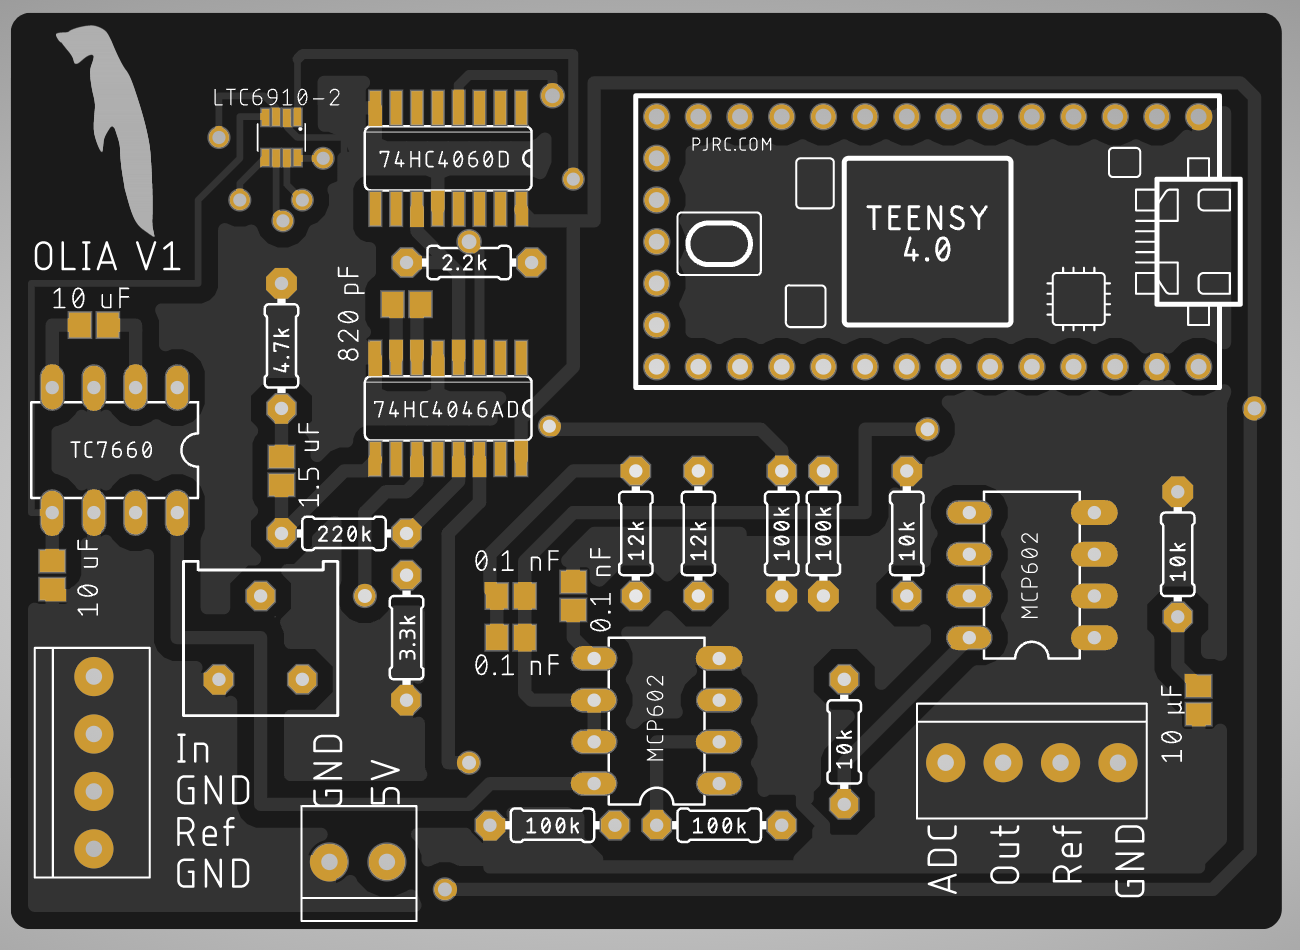 LTC6910-2
74HC4060D
PJRC.COM
TEENSY
4.0
OLIA V1
2.2k
10 uF
820 pF
4.7k
74HC4046AD
TC7660
1.5 uF
220k
12k
12k
100k
100k
10k
MCP602
10k
10 uF
0.1 nF
0.1 nF
0.1 nF
3.3k
MCP602
10k
10 µF
In
GND
Ref
GND
GND
5V
100k
100k
ADC
Out
Ref
GND